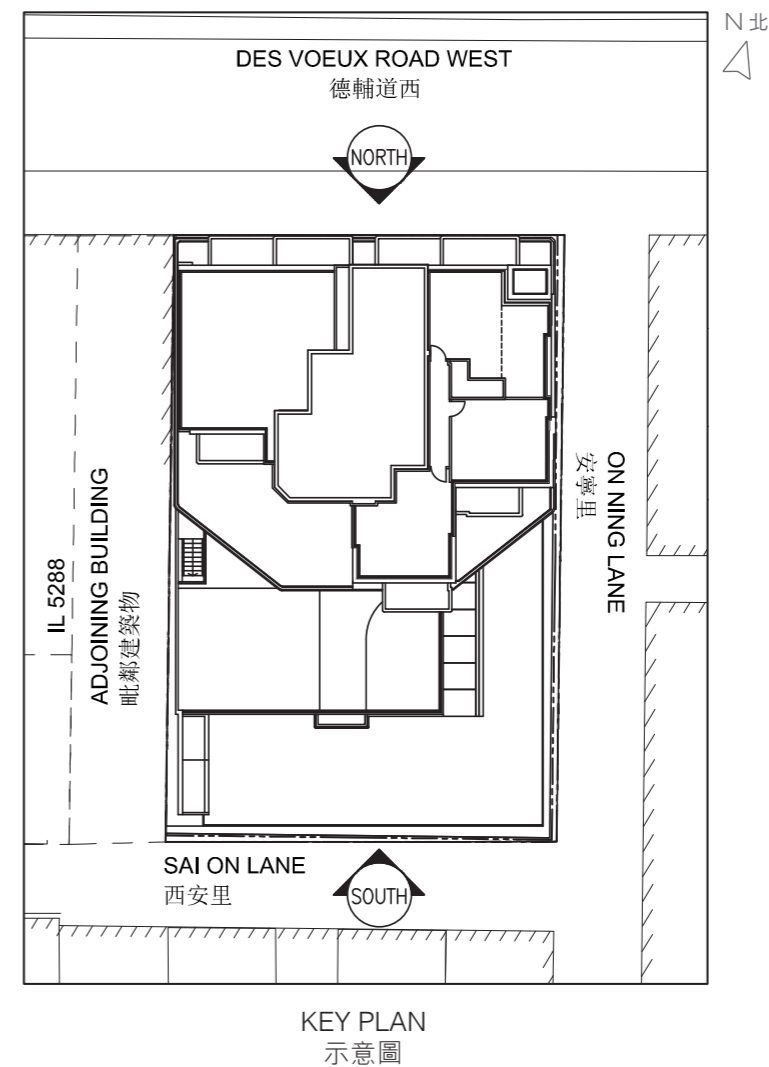 N 北
DES VOEUX ROAD WEST
德輔道西
NORTH
IL 5288
ADJOINING BUILDING
毗鄰建築物
ON NING LANE
安寧里
SAI ON LANE
西安里
SOUTH
KEY PLAN
示意圖